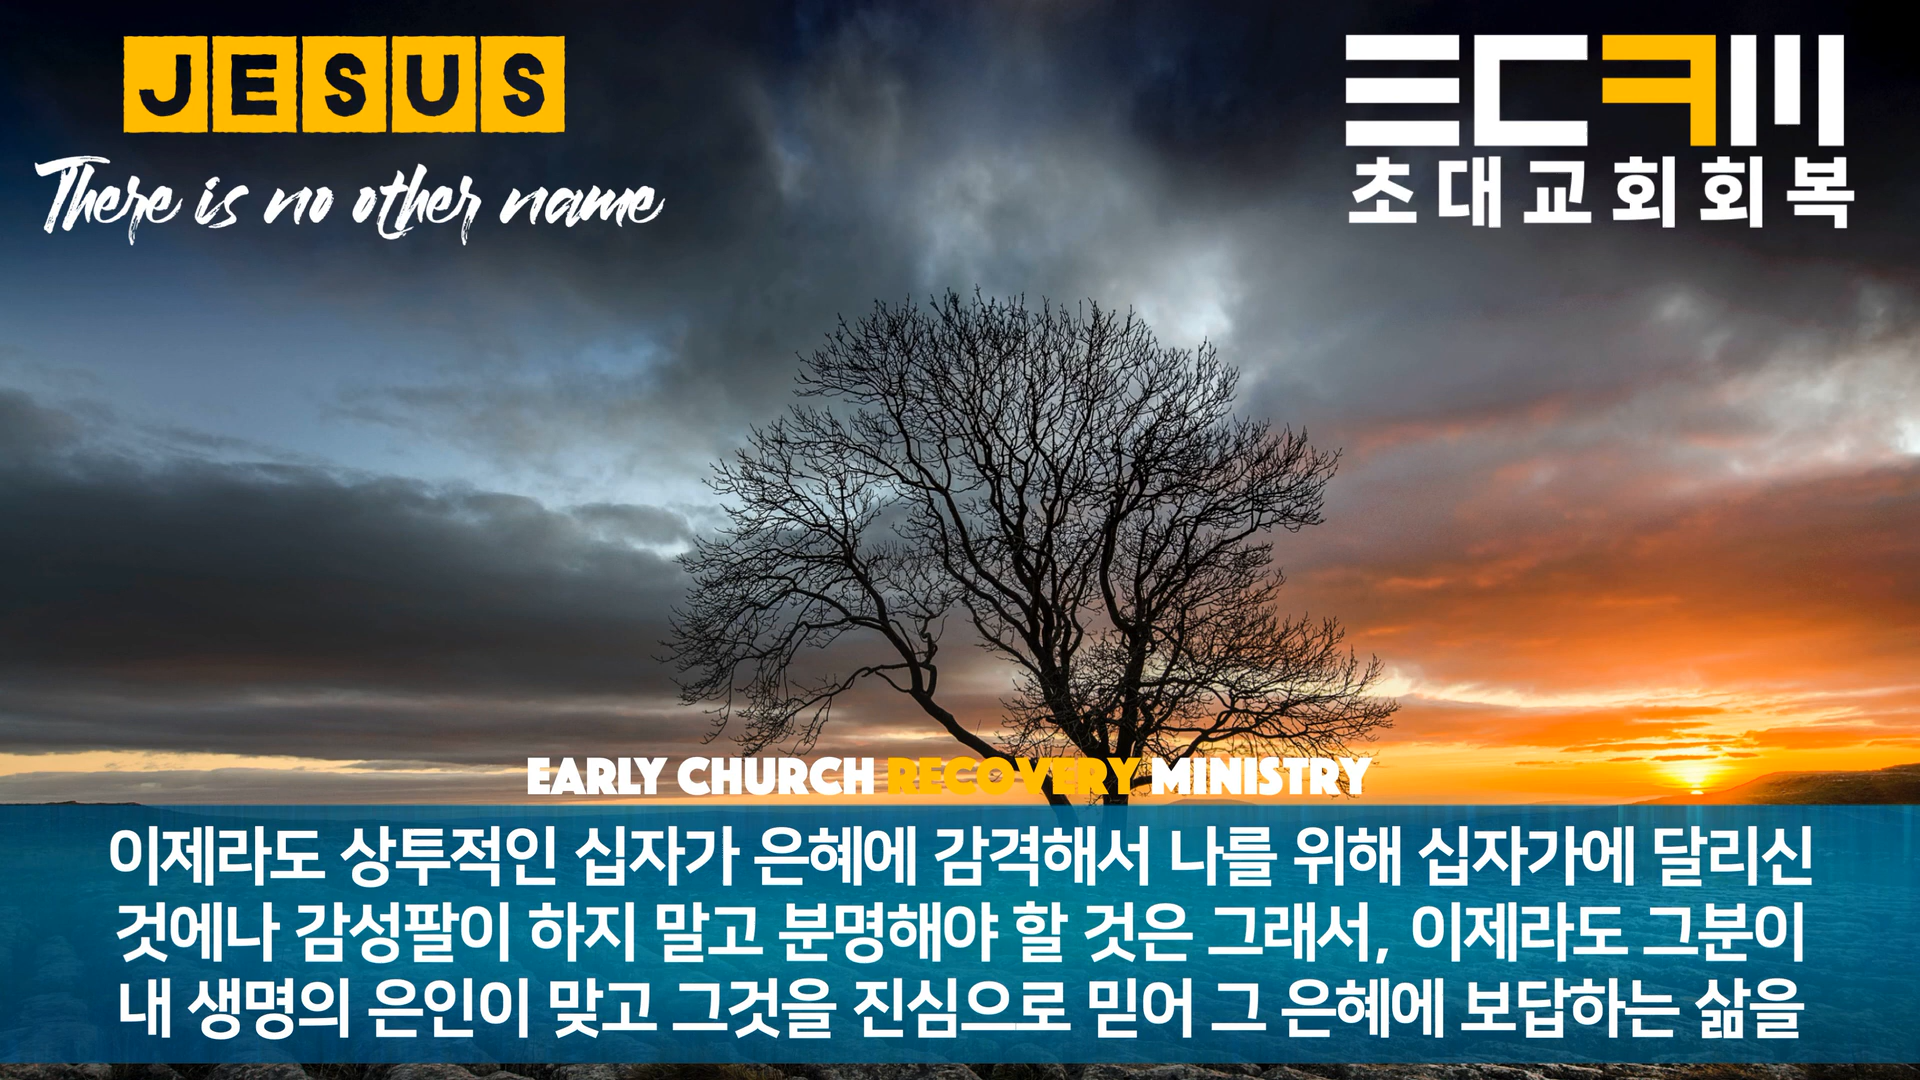 JESUS
There is no other name
초대교회회복
EARLY CHURCH RECOVERY MINISTRY
이제라도 상투적인 십자가 은혜에 감격해서 나를 위해 십자가에 달리신
것에나 감성팔이 하지 말고 분명해야 할 것은 그래서, 이제라도 그분이
내 생명의 은인이 맞고 그것을 진심으로 믿어 그 은혜에 보답하는 삶을